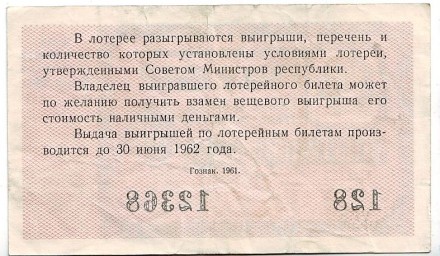 В лотерее разыгрываются выигрыши, перечень и
количество которых установлены условиями лотереи,
утвержденными Советом Министров республики.
Владелец выигравшего лотерейного билета может
по желанию получить взамен вещевого выигрыша его
стоимость наличными деньгами.
Выдача выигрышей по лотерейным билетам произ-
водится до 30 июня 1962 года.
Гознак. 1961.
12368 128